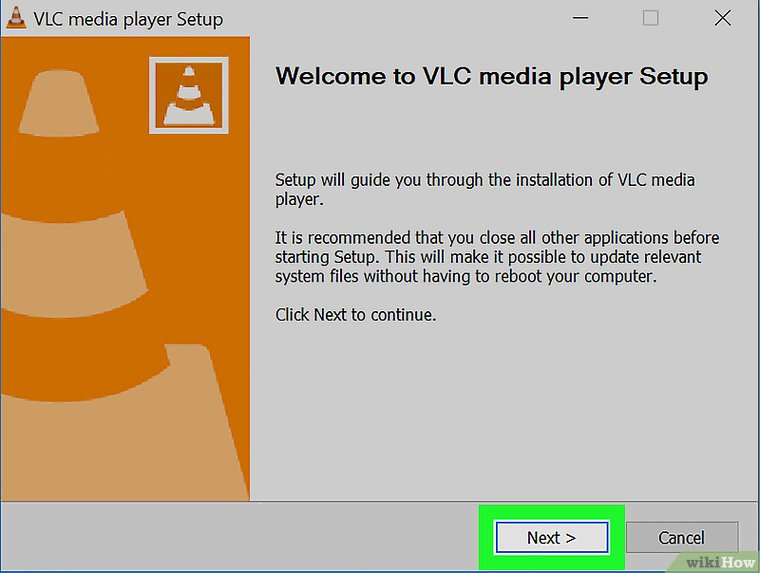 VLC media player Setup
Welcome to VLC media player Setup
Setup will guide you through the installation of VLC media
player.
It is recommended that you close all other applications before
starting Setup. This will make it possible to update relevant
system files without having to reboot your computer.
Click Next to continue.
Next >
Cancel
wikiHow